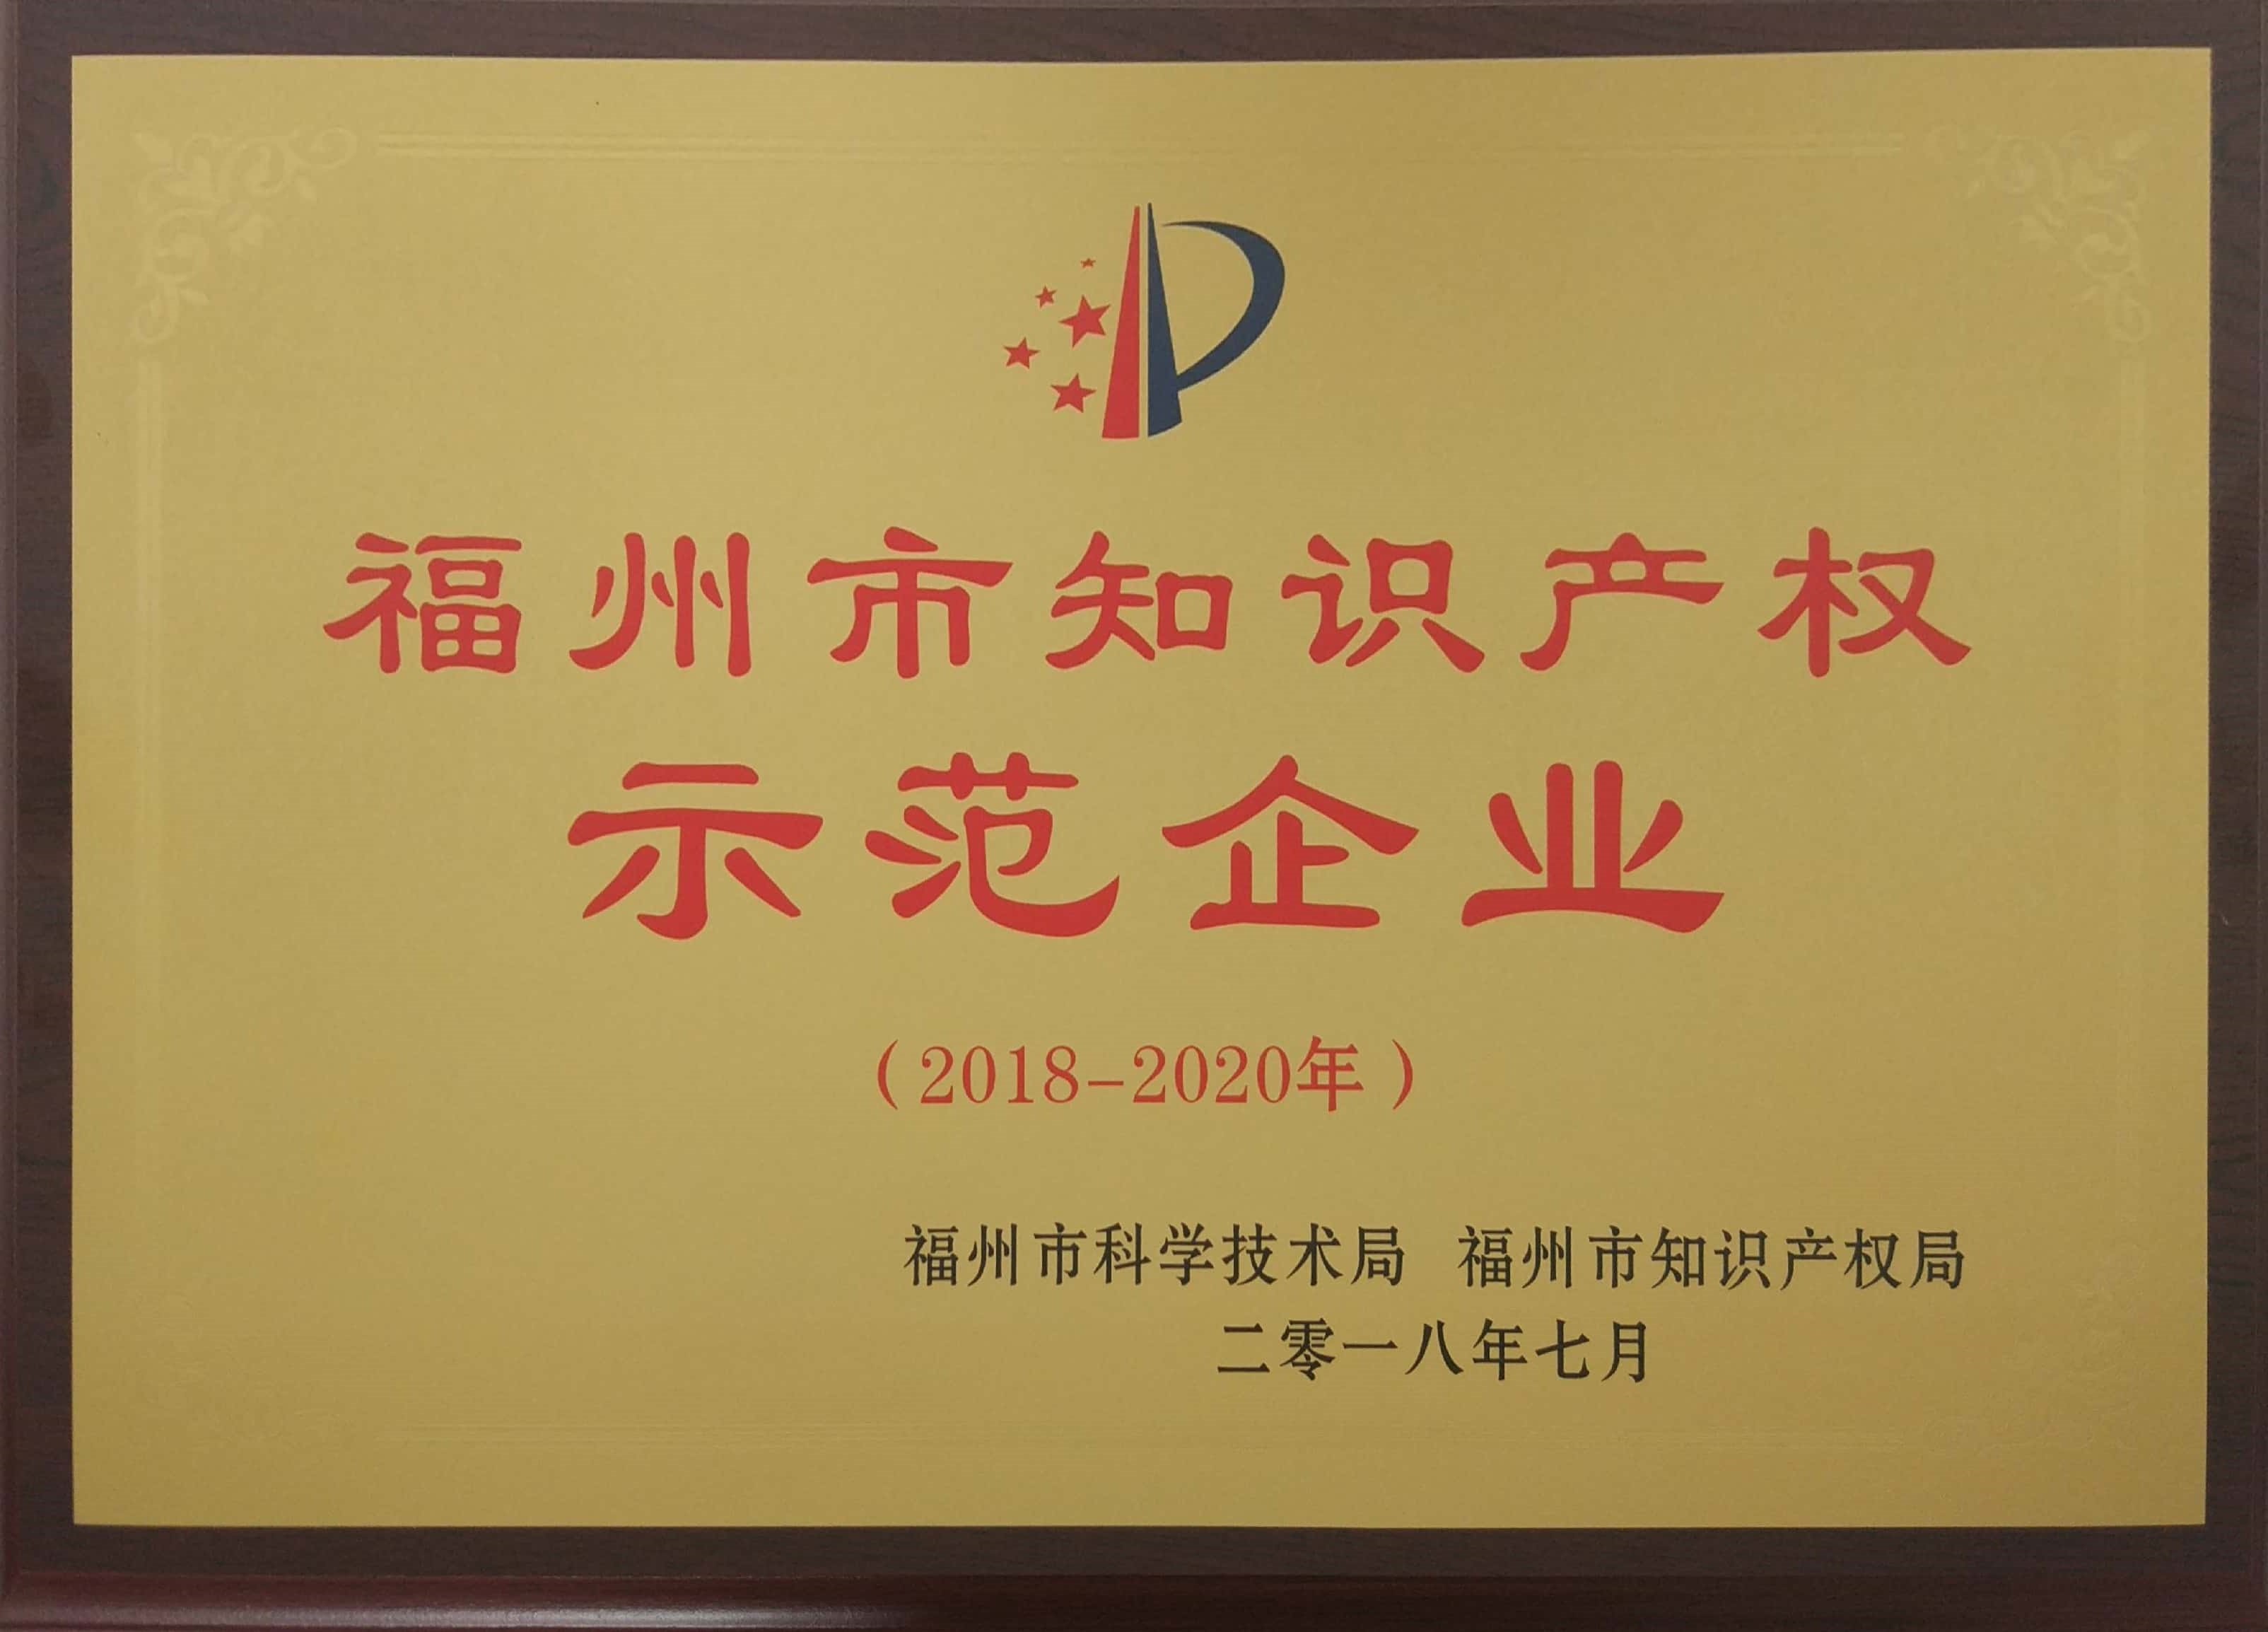 福州市知识产权
示范企业
（2018-2020年）
福州市科学技术局 福州市知识产权局
二零一八年七月